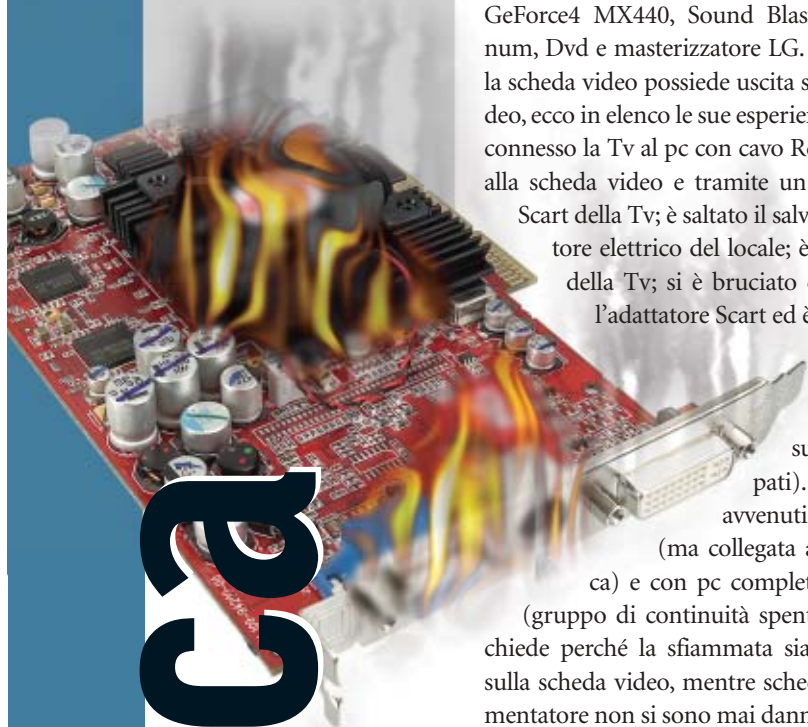 GeForce4 MX440, Sound Blas
num, Dvd e masterizzatore LG.
la scheda video possiede uscita s
deo, ecco in elenco le sue esperien
connesso la Tv al pc con cavo R
alla scheda video e tramite un
Scart della Tv; è saltato il salv
tore elettrico del locale; è
della Tv; si è bruciato
l'adattatore Scart ed è
su
pati).
avvenuti
(ma collegata a
ca) e con pc complet
(gruppo di continuità spent
chiede perché la sfiammata sia
sulla scheda video, mentre sched
mentatore non si sono mai dann
ca